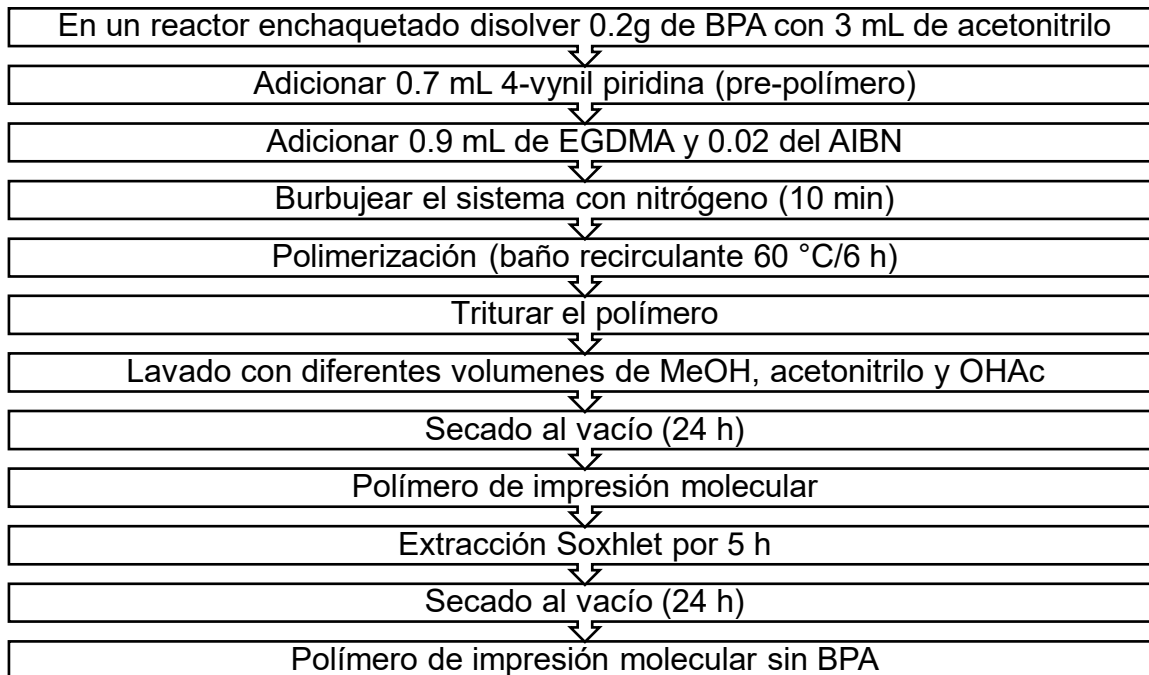 En un reactor enchaquetado disolver 0.2g de BPA con 3 mL de acetonitrilo
Adicionar 0.7 mL 4-vynil piridina (pre-polímero)
Adicionar 0.9 mL de EGDMA y 0.02 del AIBN
Burbujear el sistema con nitrógeno (10 min)
Polimerización (baño recirculante 60 °C/6 h)
Triturar el polímero
Lavado con diferentes volumenes de MeOH, acetonitrilo y OHAc
Secado al vacío (24 h)
Polímero de impresión molecular
Extracción Soxhlet por 5 h
Secado al vacío (24 h)
Polímero de impresión molecular sin BPA